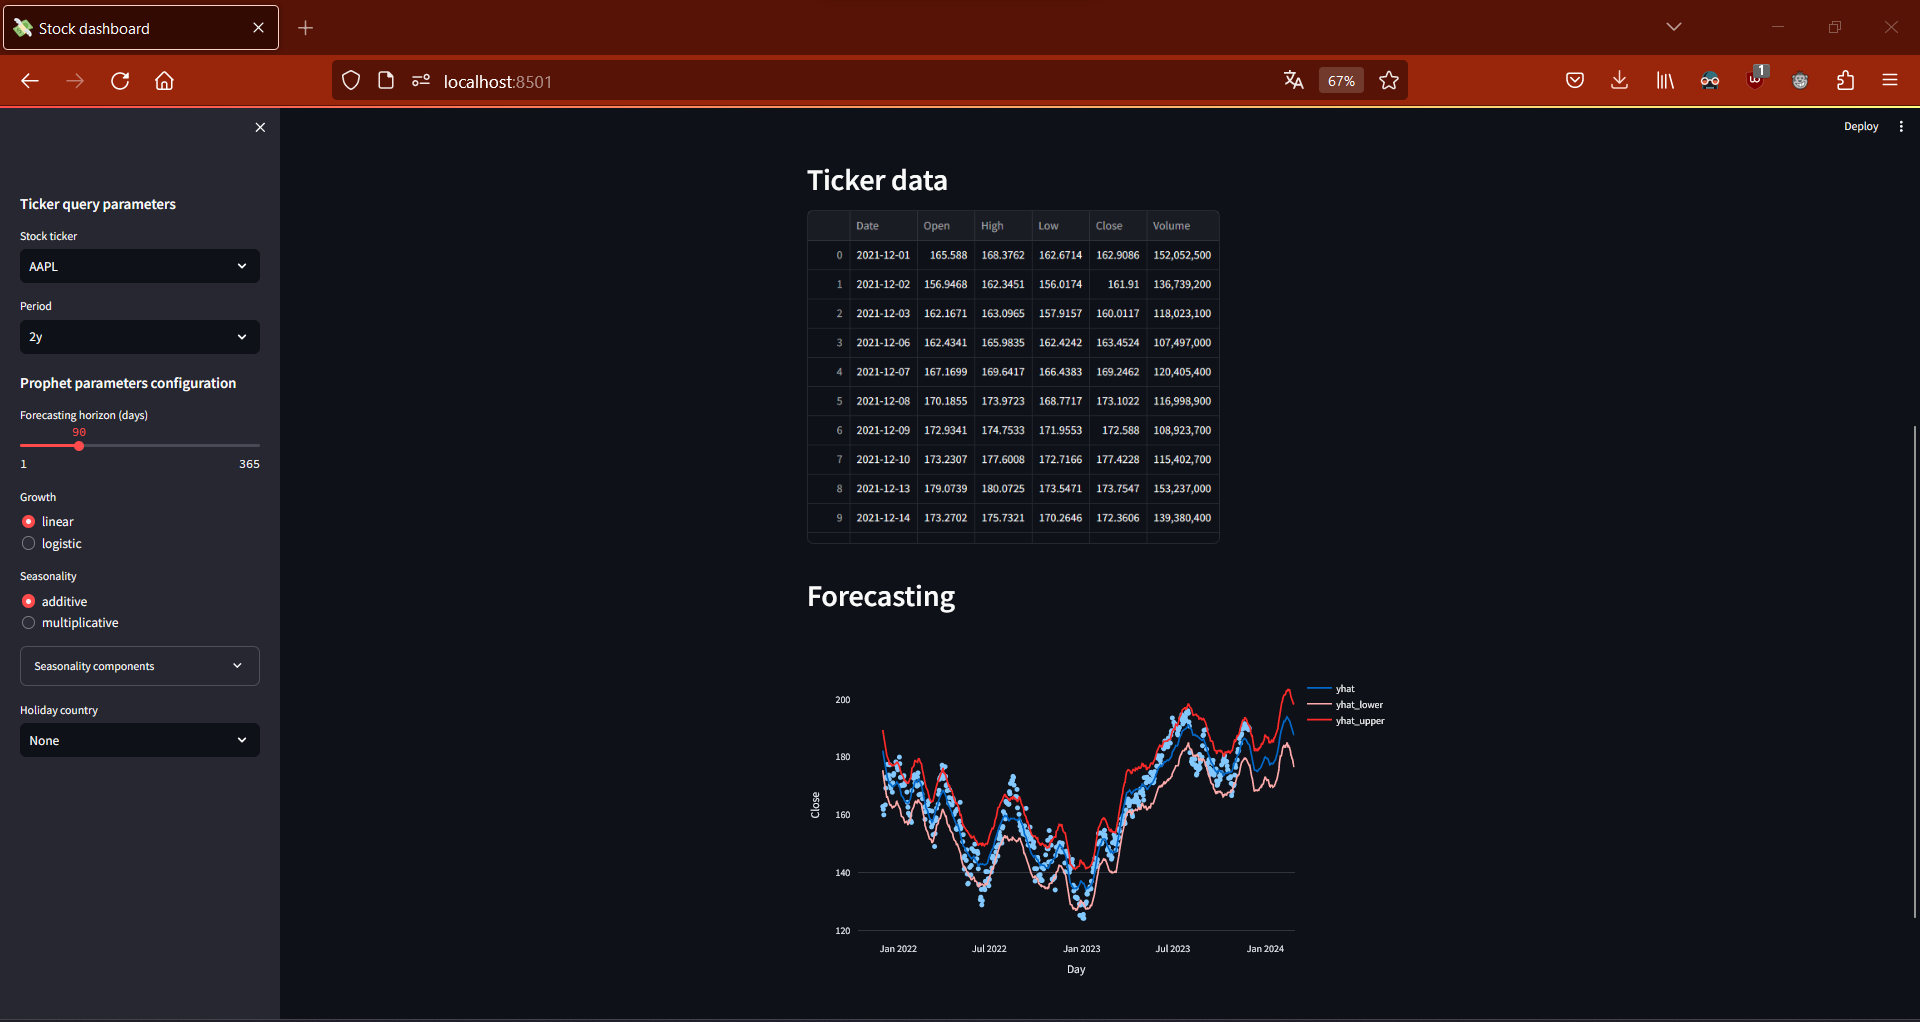 Stock dashboard
localhost:8501
67%
1
Deploy
Ticker query parameters
Stock ticker
AAPL
Period
2y
Prophet parameters configuration
Forecasting horizon (days)
90
1 365
Growth
linear
logistic
Seasonality
additive
multiplicative
Seasonality components
Holiday country
None
Ticker data
Date Open High Low Close Volume
0 2021-12-01 165.588 168.3762 162.6714 162.9086 152,052,500
1 2021-12-02 156.9468 162.3451 156.0174 161.91 136,739,200
2 2021-12-03 162.1671 163.0965 157.9157 160.0117 118,023,100
3 2021-12-06 162.4341 165.9835 162.4242 163.4524 107,497,000
4 2021-12-07 167.1699 169.6417 166.4383 169.2462 120,405,400
5 2021-12-08 170.1855 173.9723 168.7717 173.1022 116,998,900
6 2021-12-09 172.9341 174.7533 171.9553 172.588 108,923,700
7 2021-12-10 173.2307 177.6008 172.7166 177.4228 115,402,700
8 2021-12-13 179.0739 180.0725 173.5471 173.7547 153,237,000
9 2021-12-14 173.2702 175.7321 170.2646 172.3606 139,380,400
Forecasting
yhat
yhat_lower
yhat_upper
200
180
160
140
120
Close
Jan 2022 Jul 2022 Jan 2023 Jul 2023 Jan 2024
Day